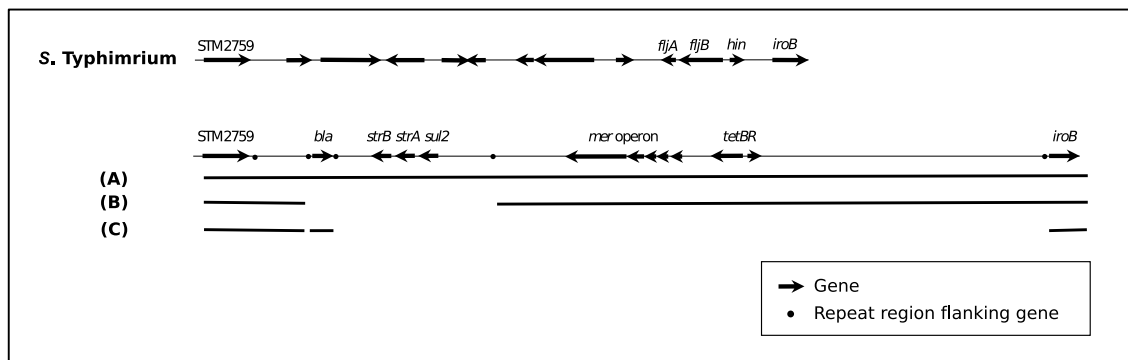 STM2759 fljA fljB hin iroB
S. Typhimrium
STM2759 bla strB strA sul2 mer operon tetBR iroB
(A)
(B)
(C)
Gene
Repeat region flanking gene